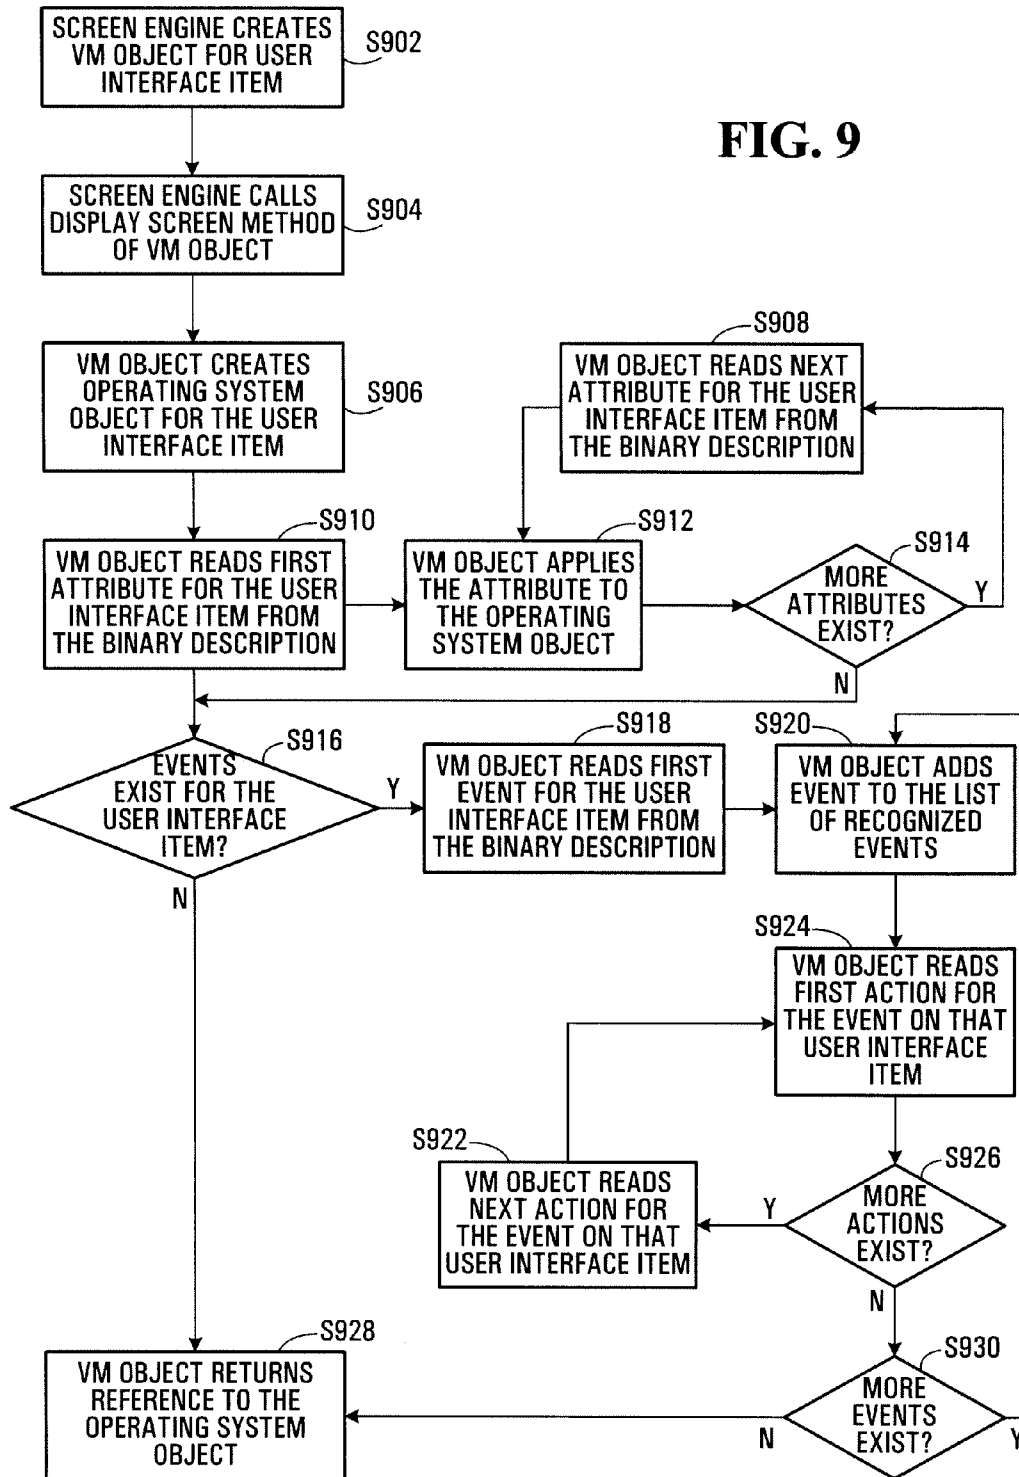 SCREEN ENGINE CREATES
VM OBJECT FOR USER
INTERFACE ITEM
S902
FIG. 9
SCREEN ENGINE CALLS
DISPLAY SCREEN METHOD
OF VM OBJECT
S904
VM OBJECT CREATES
OPERATING SYSTEM
OBJECT FOR THE USER
INTERFACE ITEM
S906
S908
VM OBJECT READS NEXT
ATTRIBUTE FOR THE USER
INTERFACE ITEM FROM
THE BINARY DESCRIPTION
S910
VM OBJECT READS FIRST
ATTRIBUTE FOR THE USER
INTERFACE ITEM FROM
THE BINARY DESCRIPTION
S912
VM OBJECT APPLIES
THE ATTRIBUTE TO
THE OPERATING
SYSTEM OBJECT
S914
MORE
ATTRIBUTES
EXIST?
Y
N
S916
EVENTS
EXIST FOR THE
USER INTERFACE
ITEM?
Y
N
S918
VM OBJECT READS FIRST
EVENT FOR THE USER
INTERFACE ITEM FROM
THE BINARY DESCRIPTION
S920
VM OBJECT ADDS
EVENT TO THE LIST
OF RECOGNIZED
EVENTS
S924
VM OBJECT READS
FIRST ACTION FOR
THE EVENT ON THAT
USER INTERFACE
ITEM
S922
VM OBJECT READS
NEXT ACTION FOR
THE EVENT ON THAT
USER INTERFACE ITEM
S926
MORE
ACTIONS
EXIST?
Y
N
S928
VM OBJECT RETURNS
REFERENCE TO THE
OPERATING SYSTEM
OBJECT
S930
MORE
EVENTS
EXIST?
N
Y